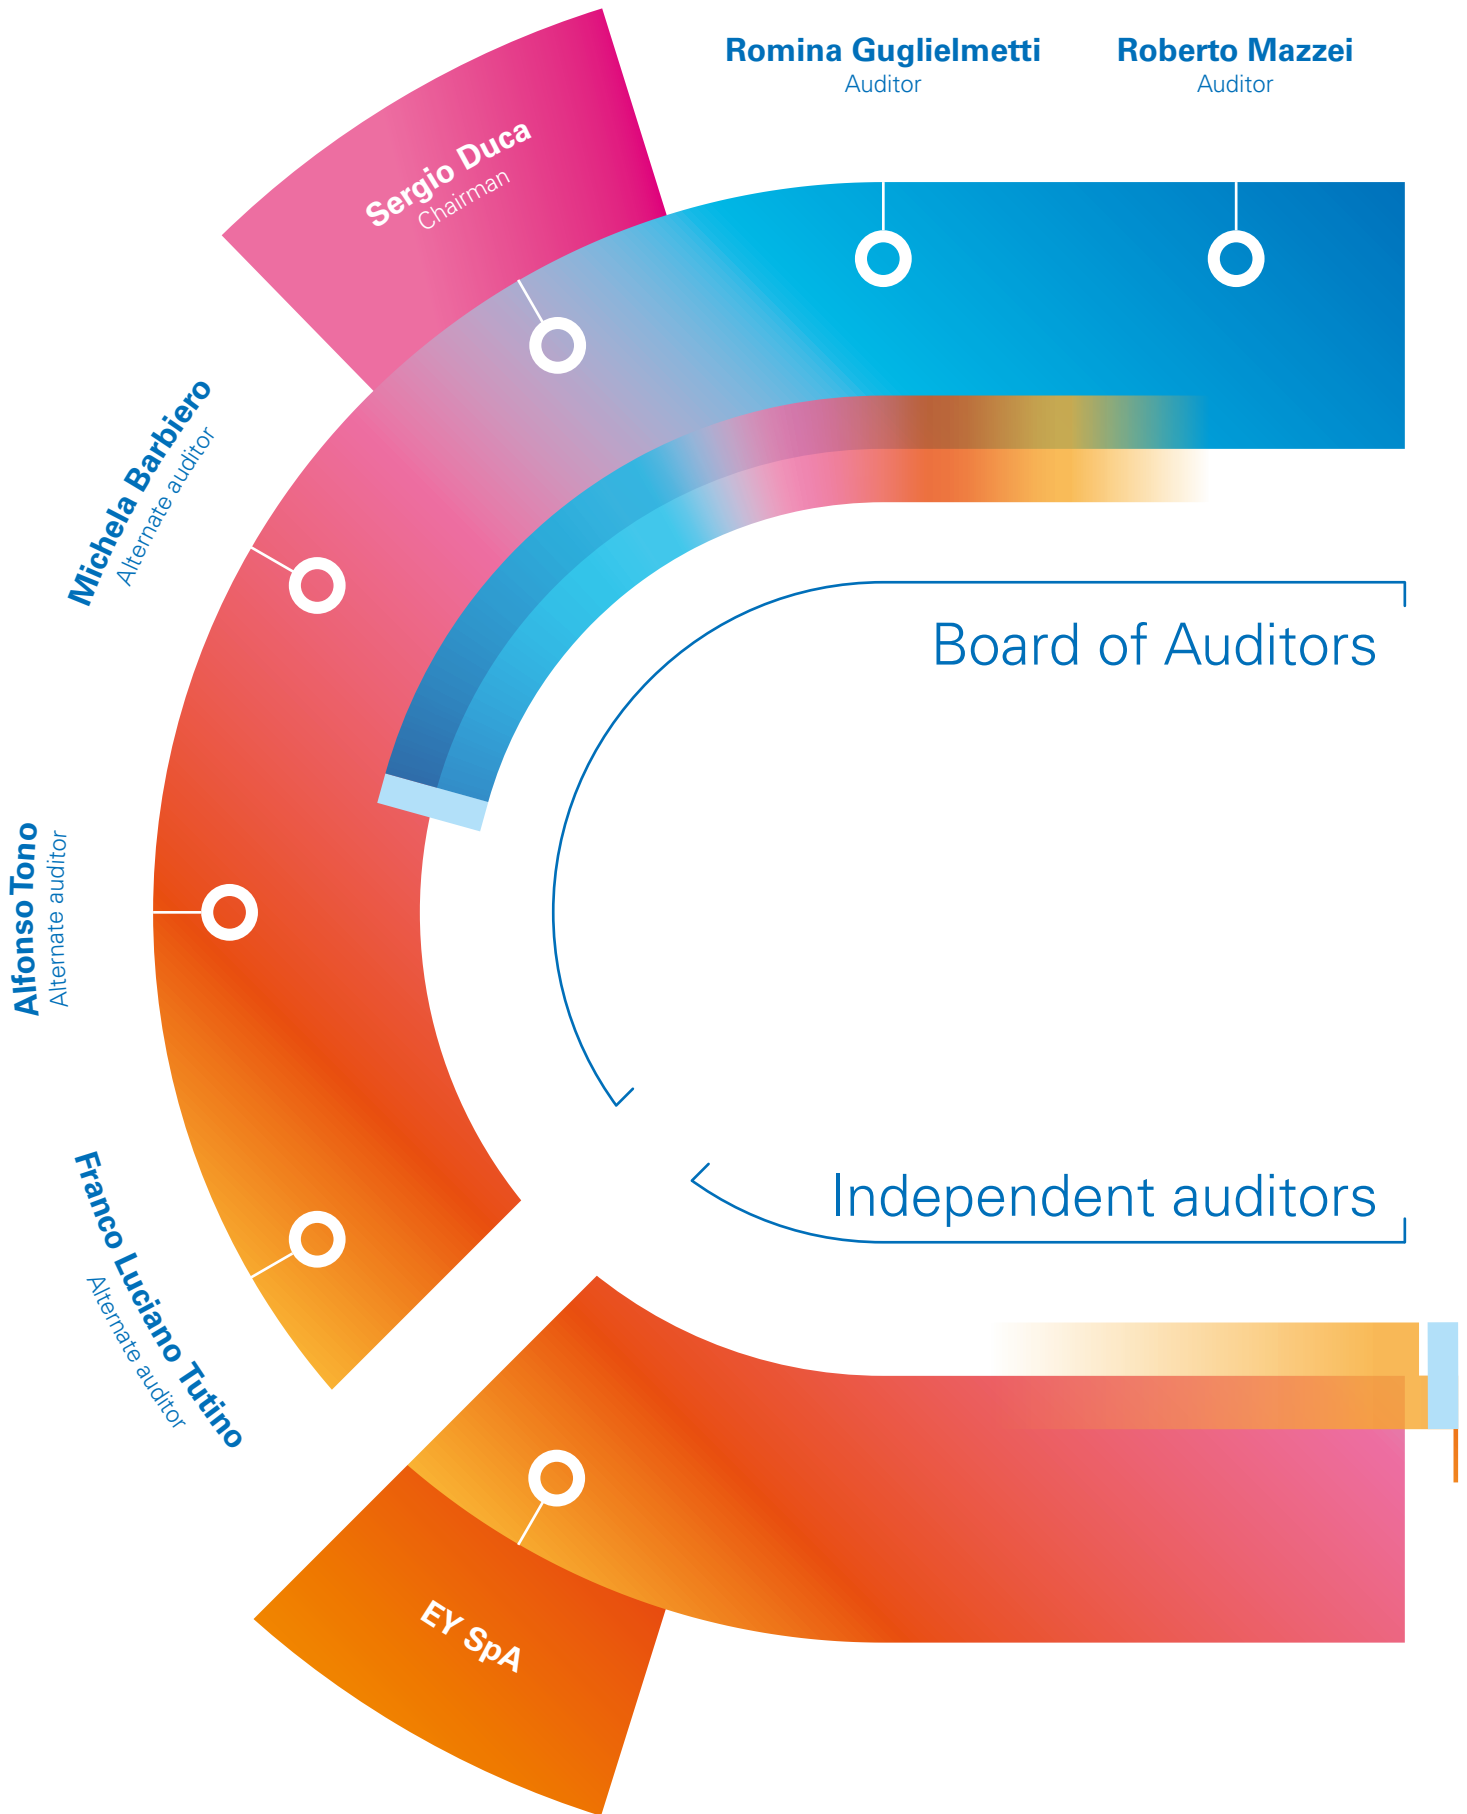 Romina Guglielmetti
Auditor
Roberto Mazzei
Auditor
Sergio Duca
Chairman
Michela Barbiero
Alternate auditor
Alfonso Tono
Alternate auditor
Franco Luciano Tutino
Alternate auditor
Board of Auditors
Independent auditors
EY SpA